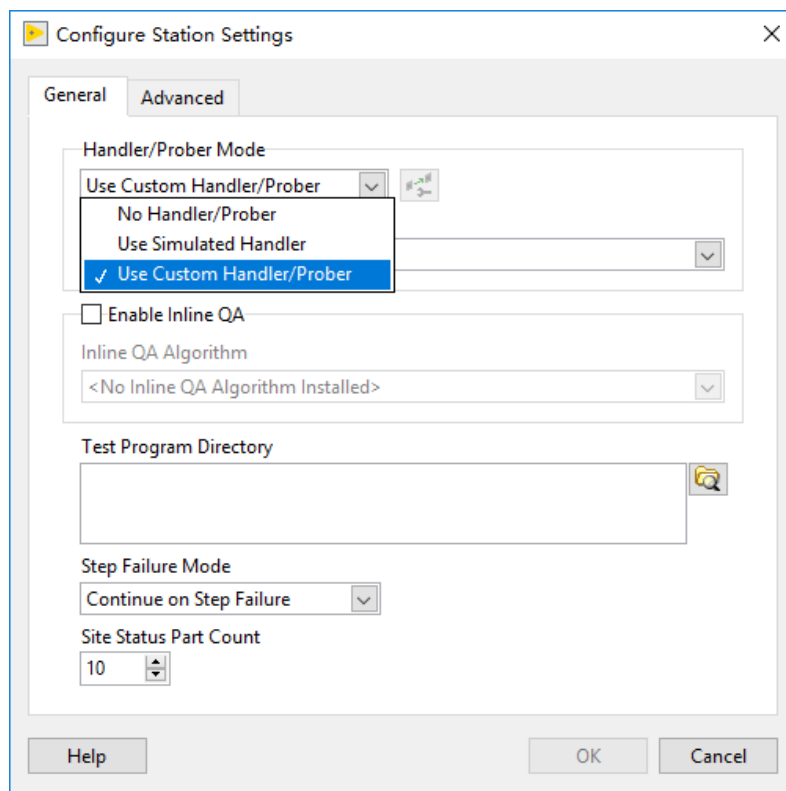 Configure Station Settings
General
Advanced
Handler/Prober Mode
Use Custom Handler/Prober
No Handler/Prober
Use Simulated Handler
Use Custom Handler/Prober
Enable Inline QA
Inline QA Algorithm
<No Inline QA Algorithm Installed>
Test Program Directory
Step Failure Mode
Continue on Step Failure
Site Status Part Count
10
Help
OK
Cancel